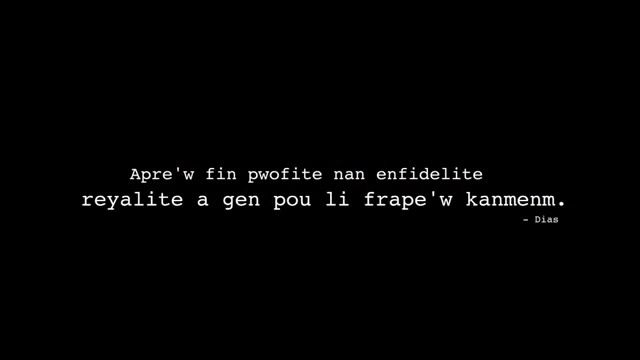 Apre'w fin pwofite nan enfidelite
reyalite a gen pou li frape'w kanmenm.
- Dias